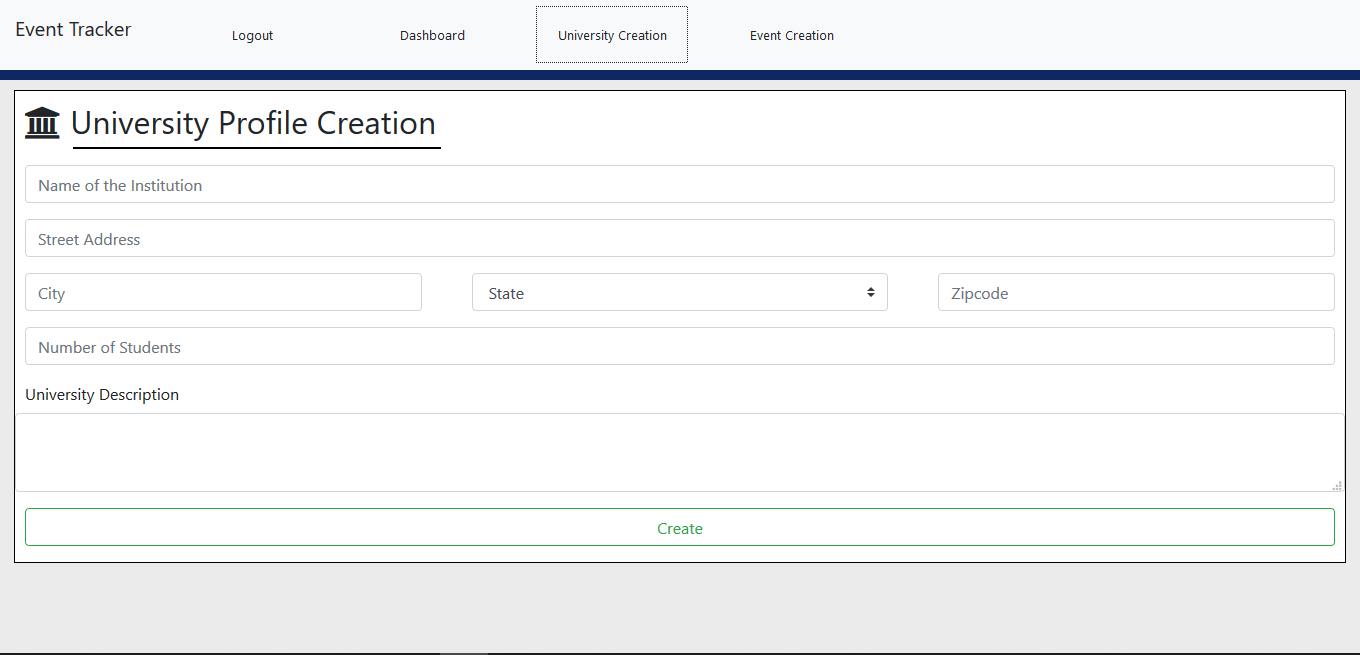 Event Tracker Logout Dashboard University Creation Event Creation
University Profile Creation
Name of the Institution
Street Address
City State Zipcode
Number of Students
University Description
Create